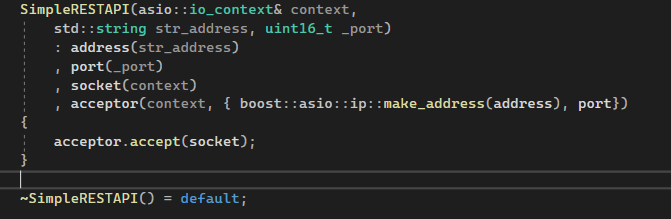 SimpleRESTAPI(asio::io_context& context,
    std::string str_address, uint16_t _port)
    : address(str_address)
    , port(_port)
    , socket(context)
    , acceptor(context, { boost::asio::ip::make_address(address), port})
{
    acceptor.accept(socket);
}
~SimpleRESTAPI() = default;